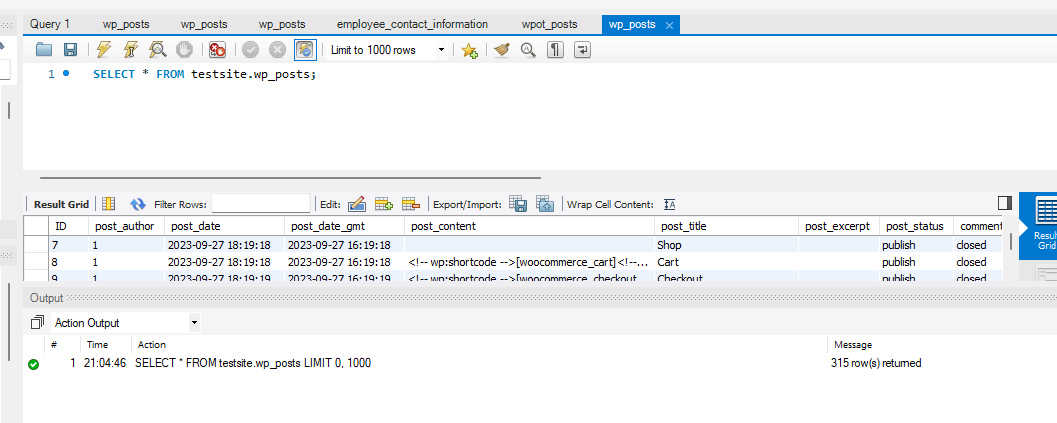 Query 1 wp_posts wp_posts wp_posts employee_contact_information wpot_posts wp_posts
Limit to 1000 rows
1 SELECT * FROM testsite.wp_posts;
Result Grid Filter Rows: Edit: Export/Import: Wrap Cell Content:
ID post_author post_date post_date_gmt post_content post_title post_excerpt post_status comment
7 1 2023-09-27 18:19:18 2023-09-27 16:19:18 Shop publish closed
8 1 2023-09-27 18:19:18 2023-09-27 16:19:18 <!-- wp:shortcode -->[woocommerce_cart]<!--... Cart publish closed
9 1 2023-09-27 18:19:19 2023-09-27 16:19:19 <!-- wp:shortcode -->[woocommerce_checkout Checkout publish closed
Result
Grid
Output
Action Output
# Time Action Message
1 21:04:46 SELECT * FROM testsite.wp_posts LIMIT 0, 1000 315 row(s) returned